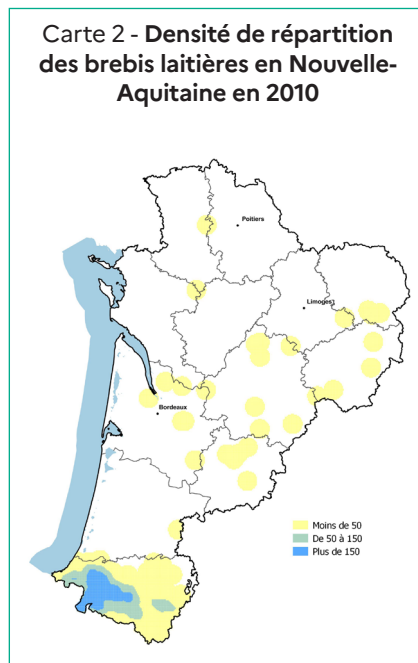 Carte 2 - Densité de répartition
des brebis laitières en Nouvelle-
Aquitaine en 2010
Poitiers
Limoges
Bordeaux
Moins de 50
De 50 à 150
Plus de 150